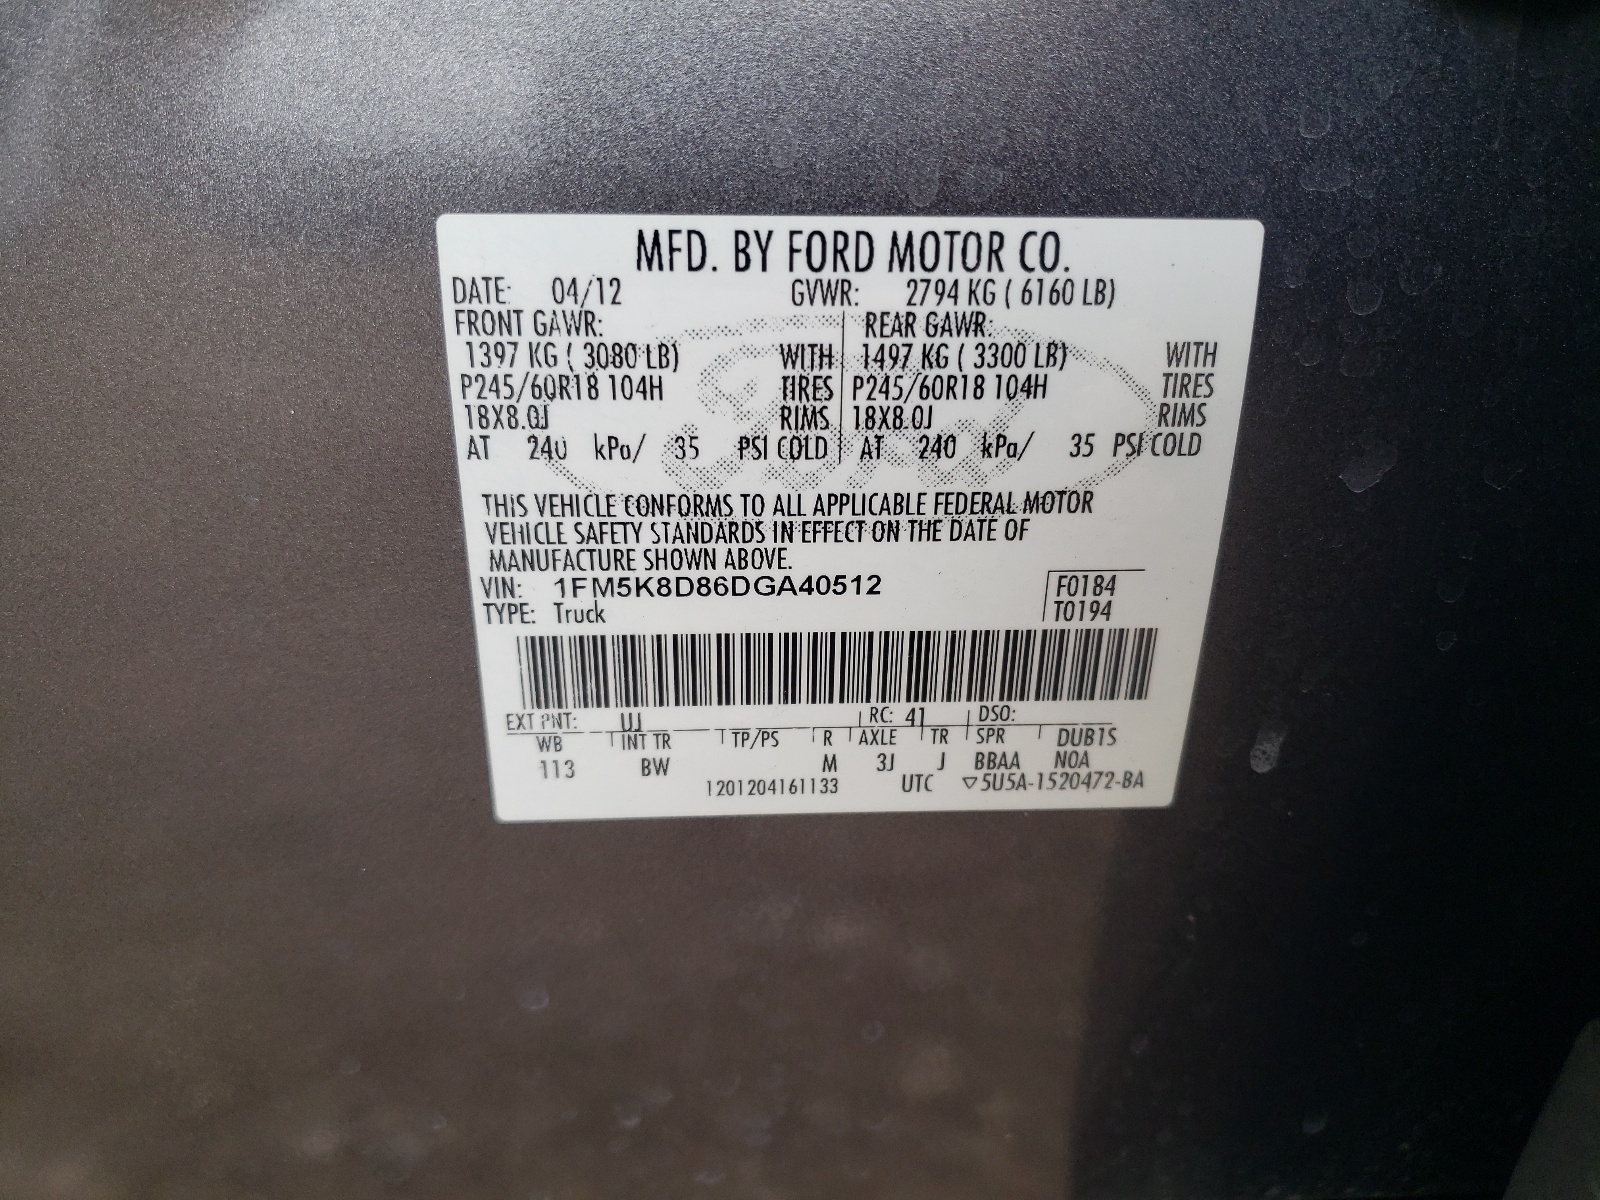 MFD. BY FORD MOTOR CO.
DATE: 04/12 GVWR: 2794 KG ( 6160 LB)
FRONT GAWR: REAR GAWR:
1397 KG ( 3080 LB) WITH 1497 KG ( 3300 LB) WITH
P245/60R18 104H TIRES P245/60R18 104H TIRES
18X8.0J RIMS 18X8.0J RIMS
AT 240 kPa/ 35 PSI COLD AT 240 kPa/ 35 PSI COLD
THIS VEHICLE CONFORMS TO ALL APPLICABLE FEDERAL MOTOR
VEHICLE SAFETY STANDARDS IN EFFECT ON THE DATE OF
MANUFACTURE SHOWN ABOVE.
VIN: 1FM5K8D86DGA40512 F0184
TYPE: Truck T0194
EXT PNT: UJ RC: 41 DSO:
WB INT TR TP/PS R AXLE TR SPR DUB1S
113 BW M 3J J BBAA NOA
1201204161133 UTC ▽5U5A-1520472-BA